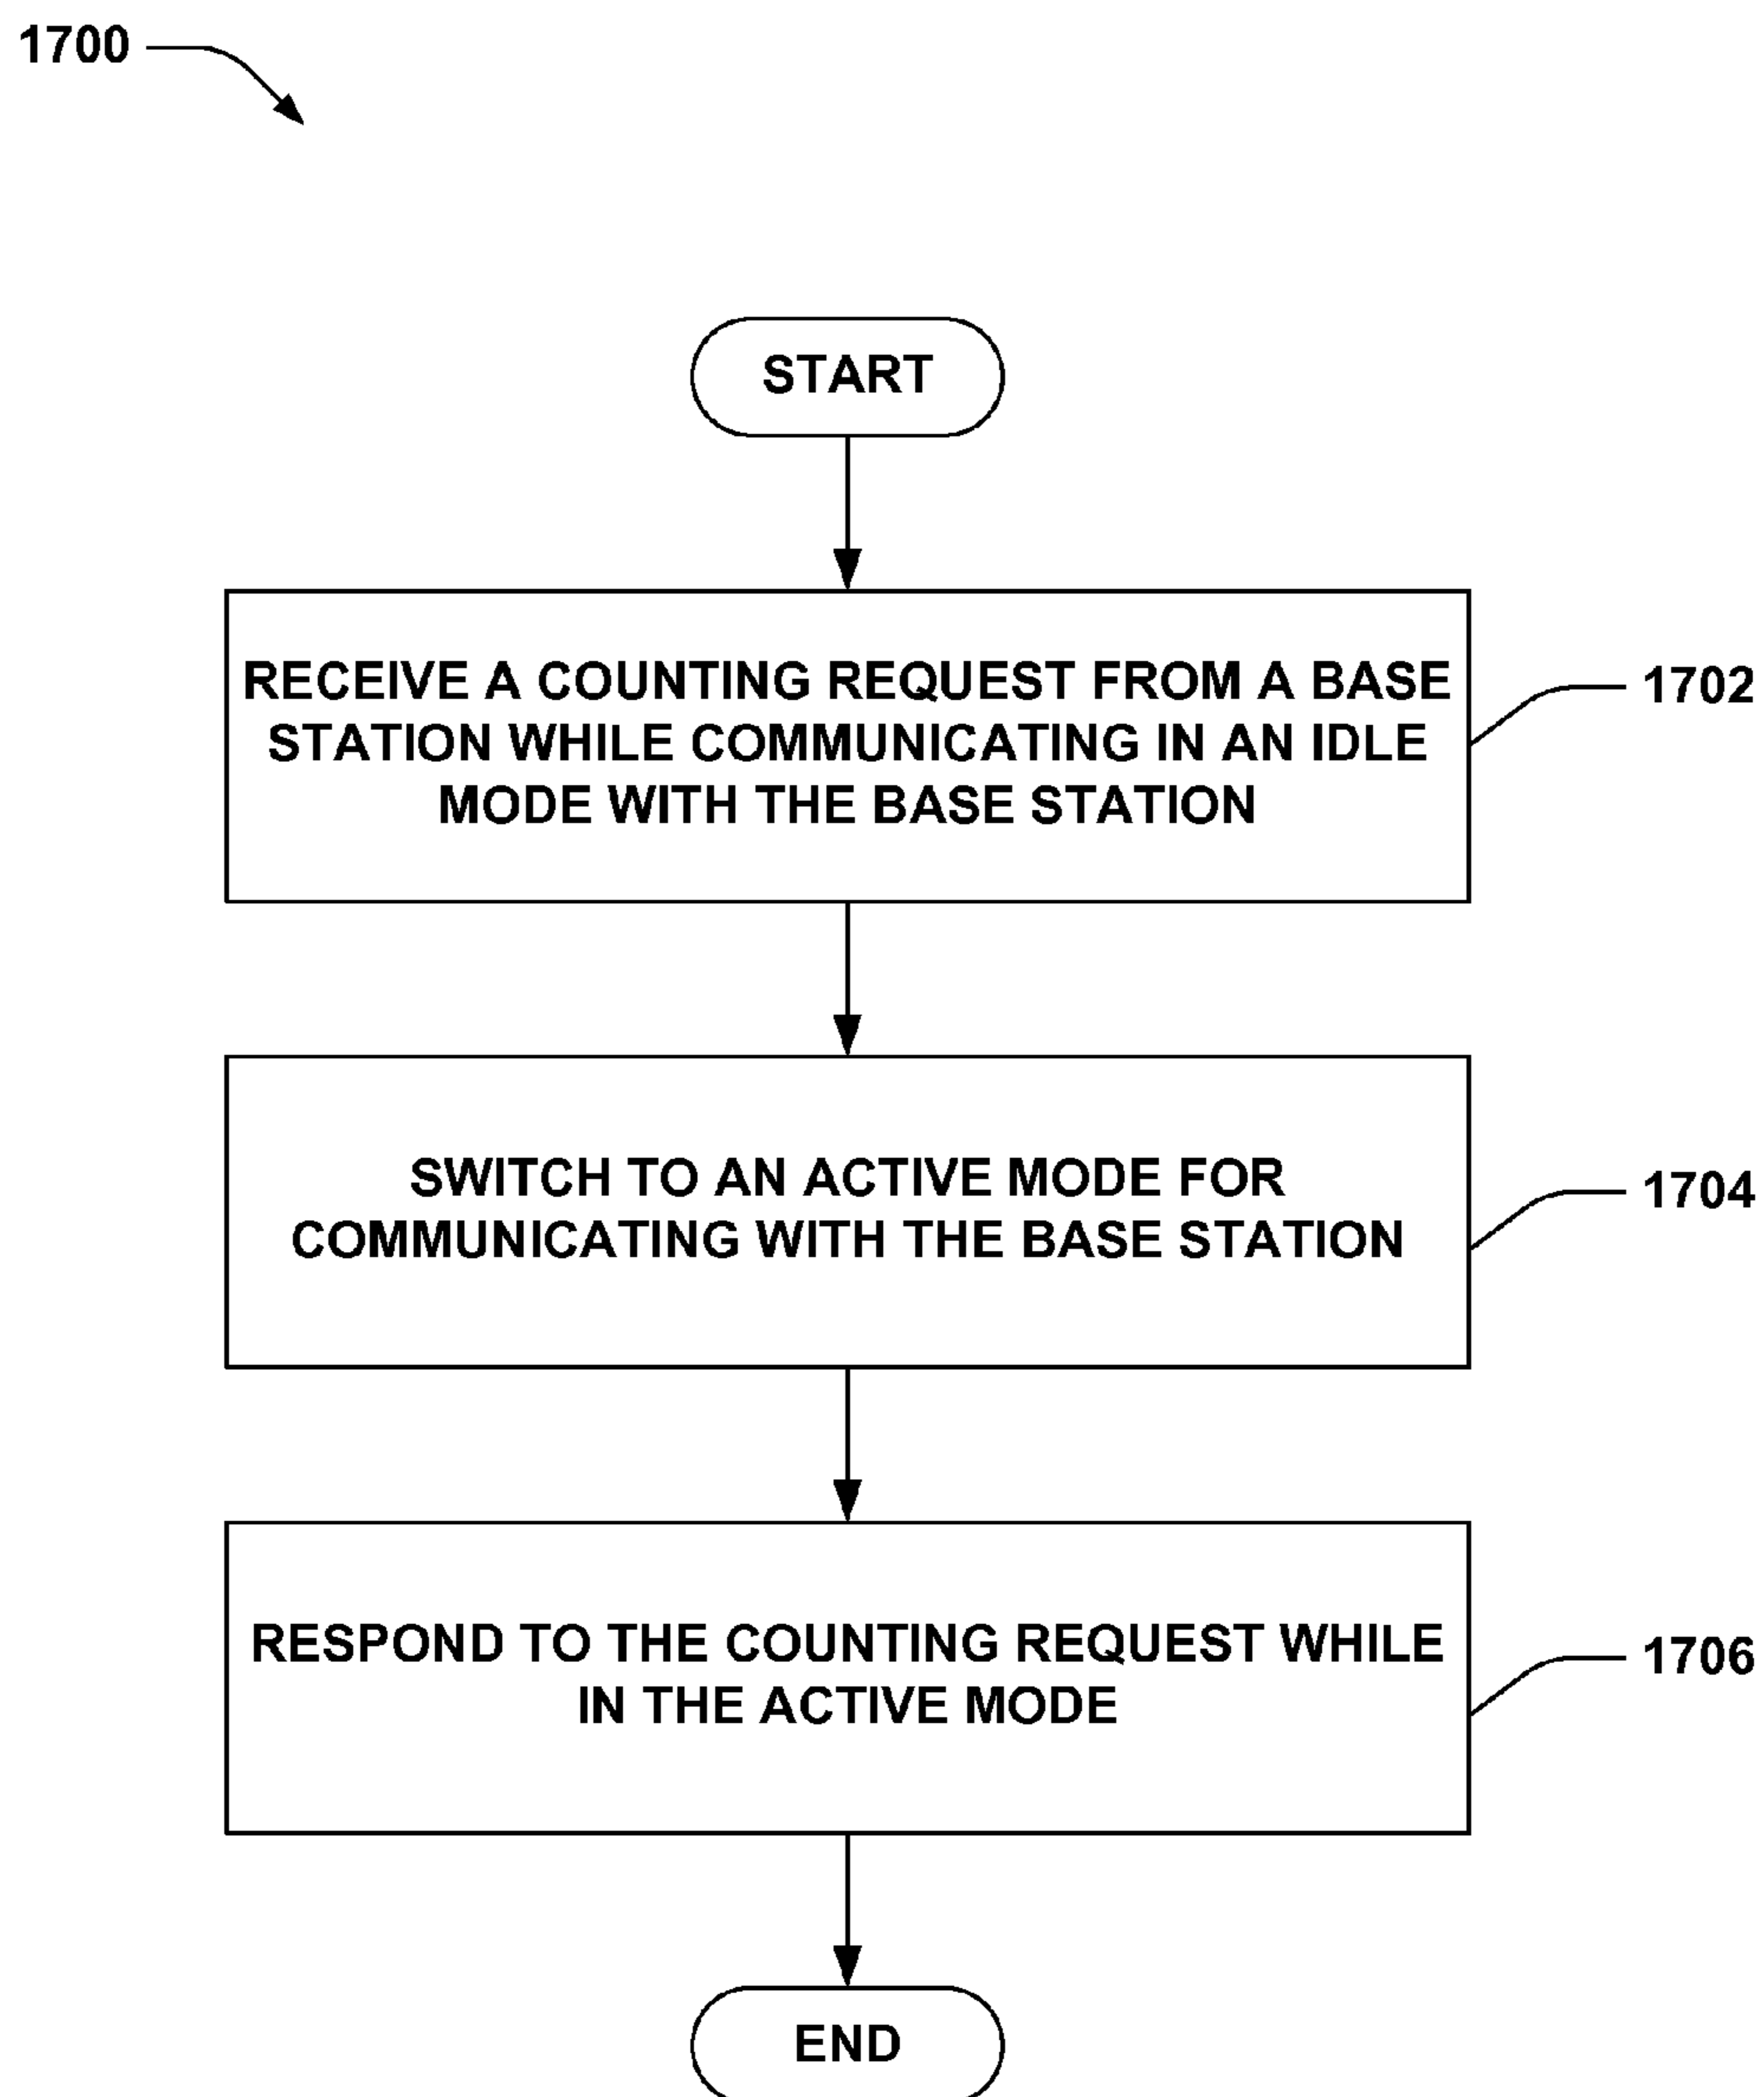 1700
START
RECEIVE A COUNTING REQUEST FROM A BASE
STATION WHILE COMMUNICATING IN AN IDLE
MODE WITH THE BASE STATION
1702
SWITCH TO AN ACTIVE MODE FOR
COMMUNICATING WITH THE BASE STATION
1704
RESPOND TO THE COUNTING REQUEST WHILE
IN THE ACTIVE MODE
1706
END